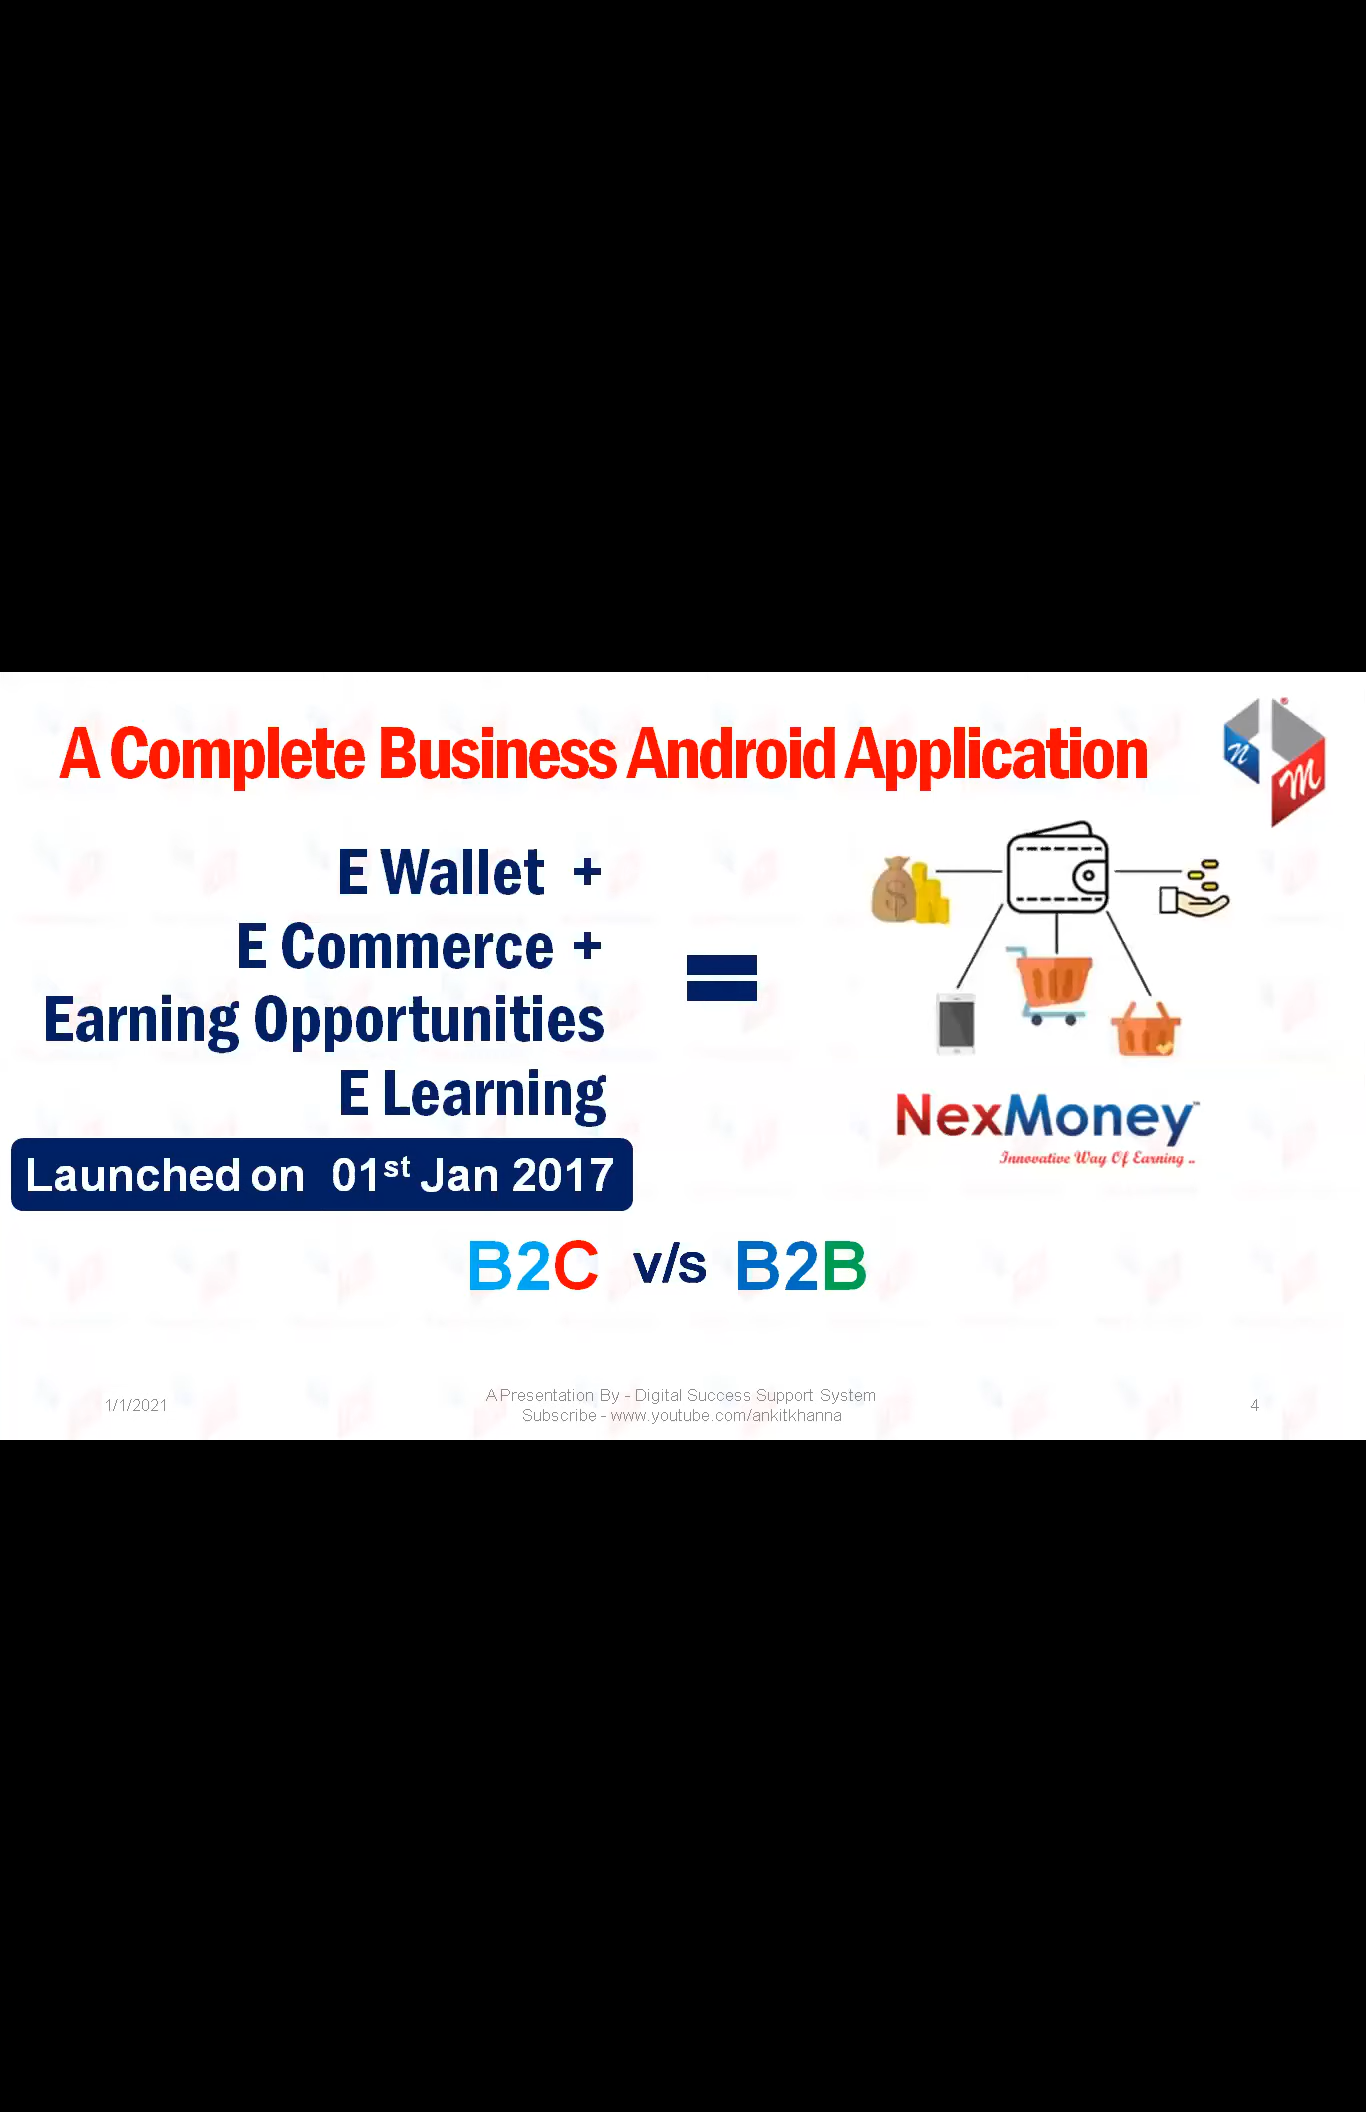 A Complete Business Android Application
n
m
E Wallet +
E Commerce +
Earning Opportunities
E Learning
=
$
NexMoney™
Innovative Way Of Earning ..
Launched on 01st Jan 2017
B2C v/s B2B
1/1/2021
A Presentation By - Digital Success Support System
Subscribe - www.youtube.com/ankitkhanna
4